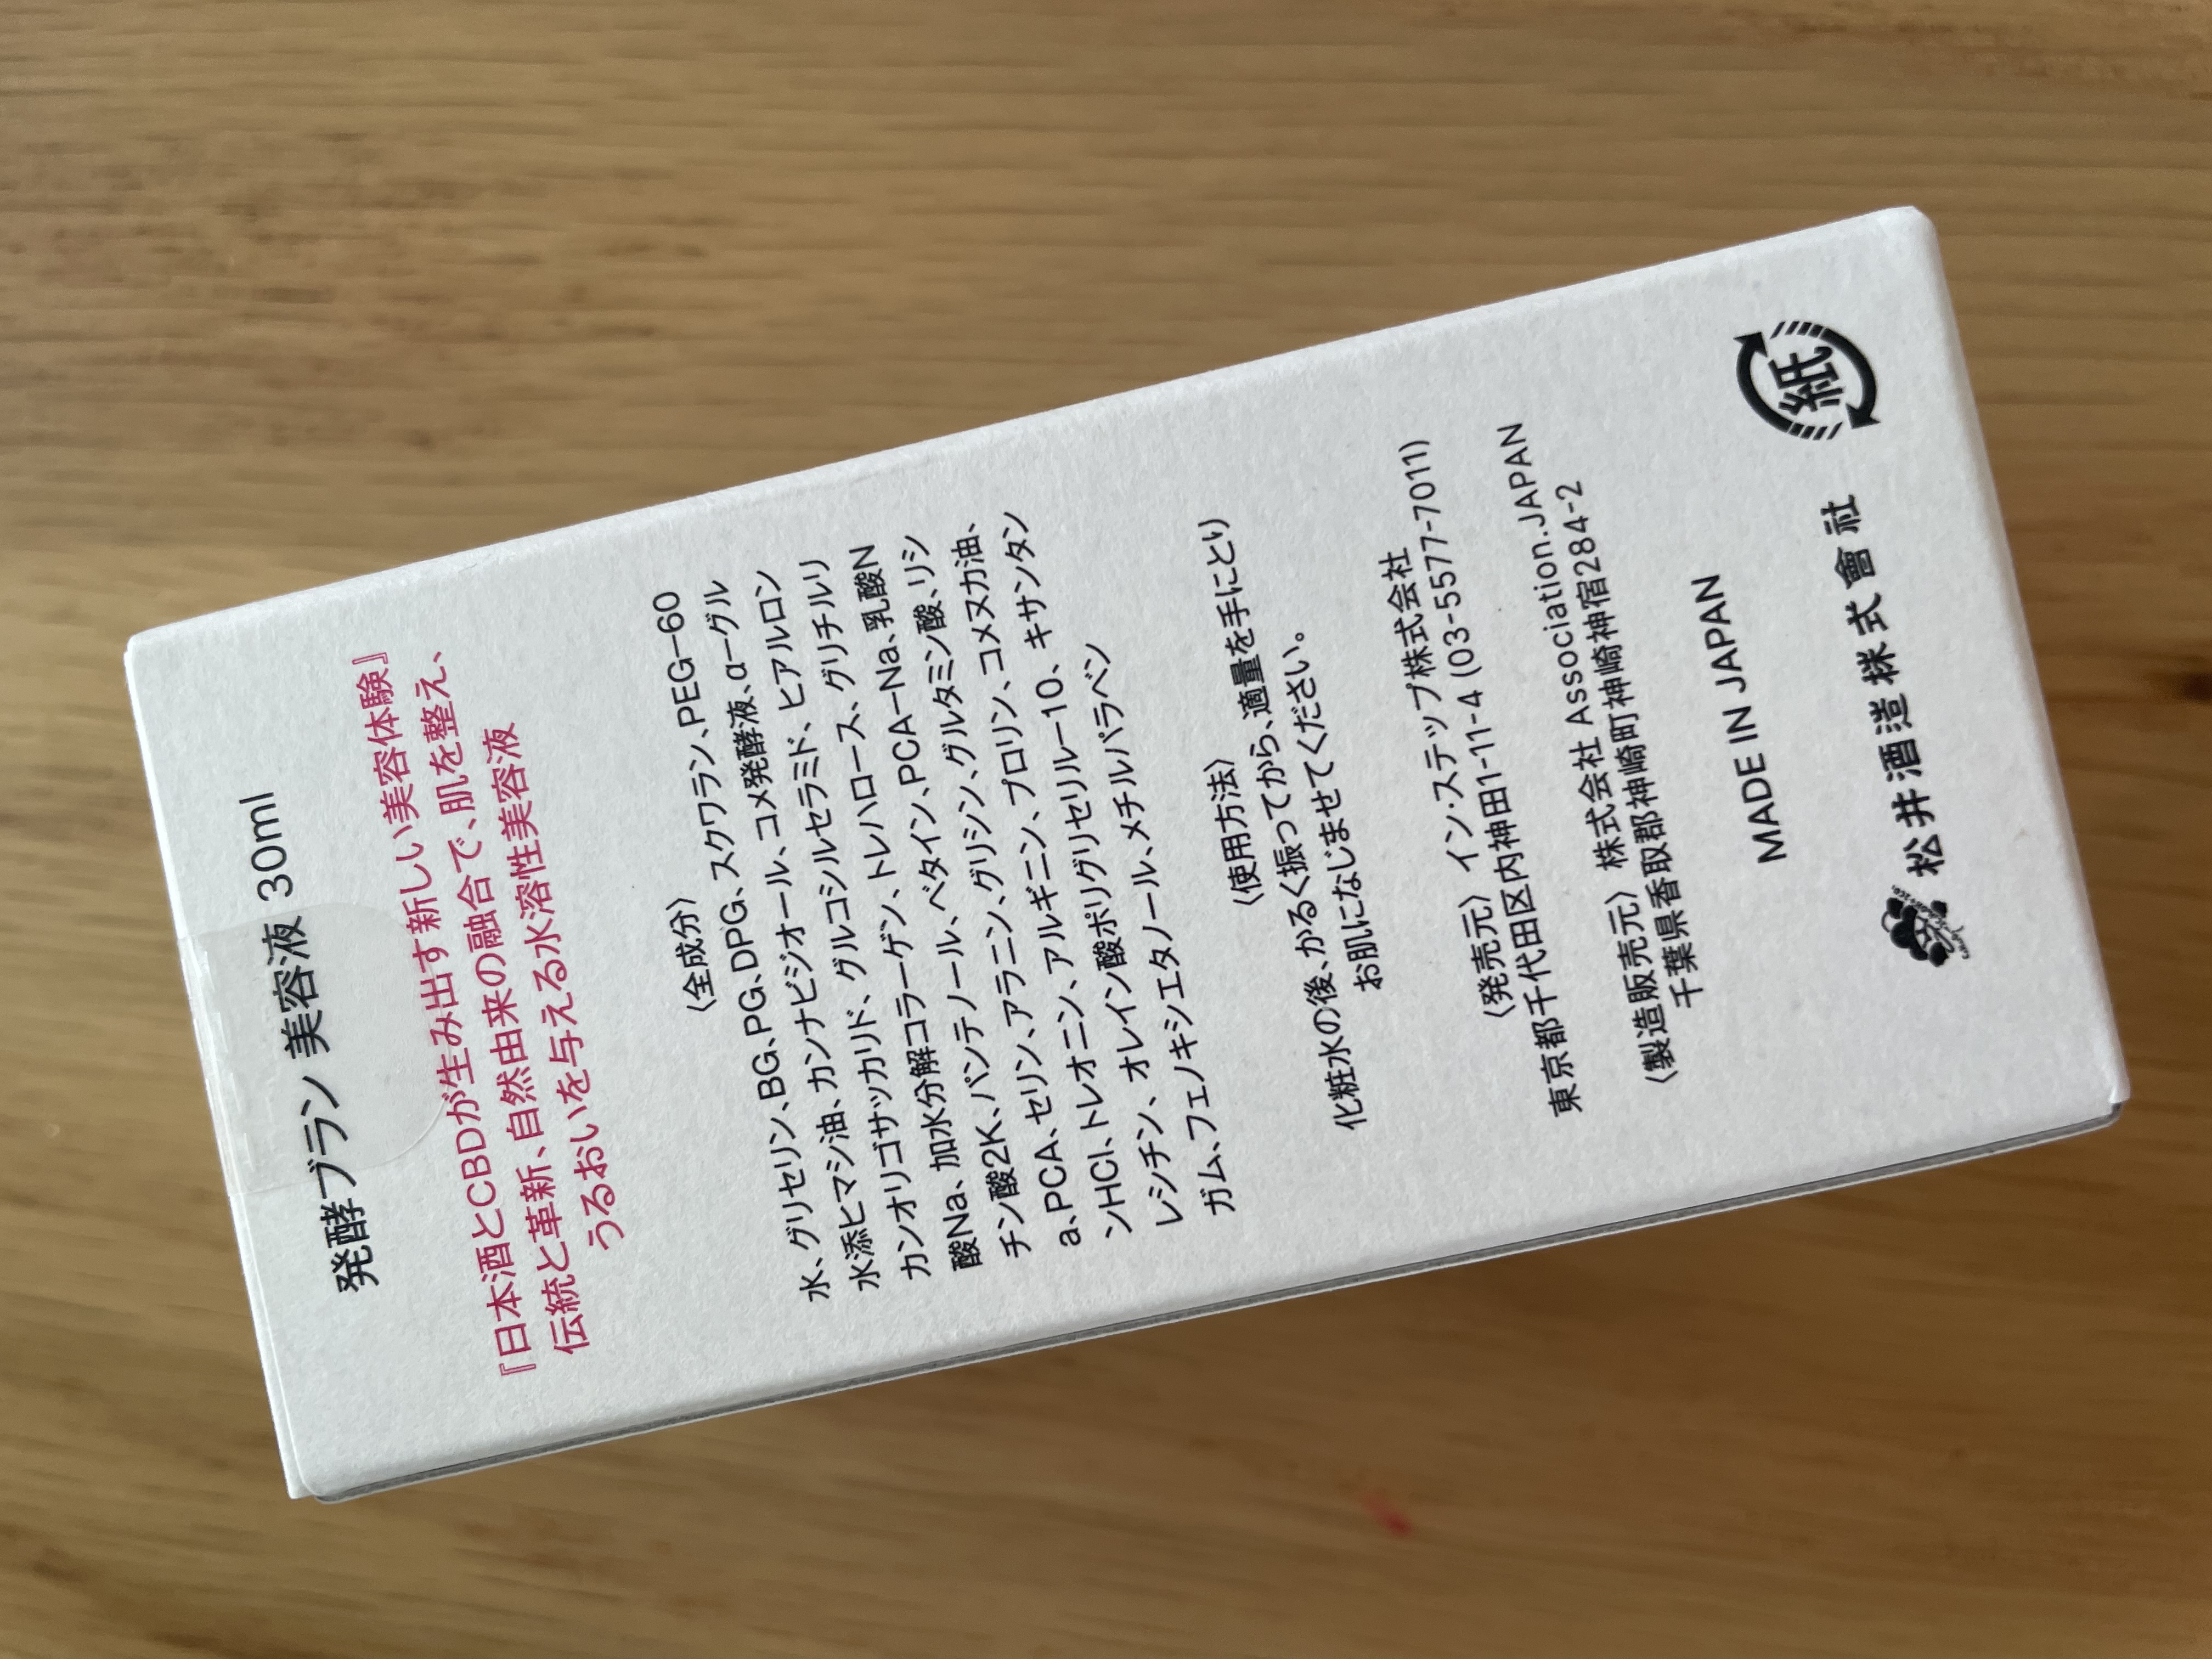 発酵ブラン 美容液 30ml
『日本酒とCBDが生み出す新しい美容体験』
伝統と革新、自然由来の融合で、肌を整え、
うるおいを与える水溶性美容液
〈全成分〉
水、グリセリン、BG、PG、DPG、スクワラン、PEG−60
水添ヒマシ油、カンナビジオール、コメ発酵液、α−グル
カンオリゴサッカリド、グルコシルセラミド、ヒアルロン
酸Na、加水分解コラーゲン、トレハロース、グリチルリ
チン酸2K、パンテノール、ベタイン、PCA−Na、乳酸N
a、PCA、セリン、アラニン、グリシン、グルタミン酸、リシ
ンHCl、トレオニン、アルギニン、プロリン、コメヌカ油、
レシチン、オレイン酸ポリグリセリル−10、キサンタン
ガム、フェノキシエタノール、メチルパラベン
〈使用方法〉
化粧水の後、かるく振ってから、適量を手にとり
お肌になじませてください。
〈発売元〉イン・ステップ株式会社
東京都千代田区内神田1-11-4 (03-5577-7011)
〈製造販売元〉株式会社 Association.JAPAN
千葉県香取郡神崎町神崎神宿284-2
MADE IN JAPAN
松井酒造株式會社
紙